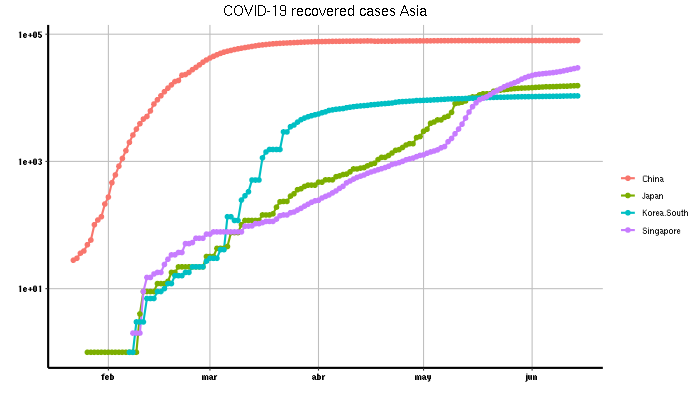 COVID-19 recovered cases Asia
1e+05
1e+03
1e+01
feb mar abr may jun
China
Japan
Korea.South
Singapore